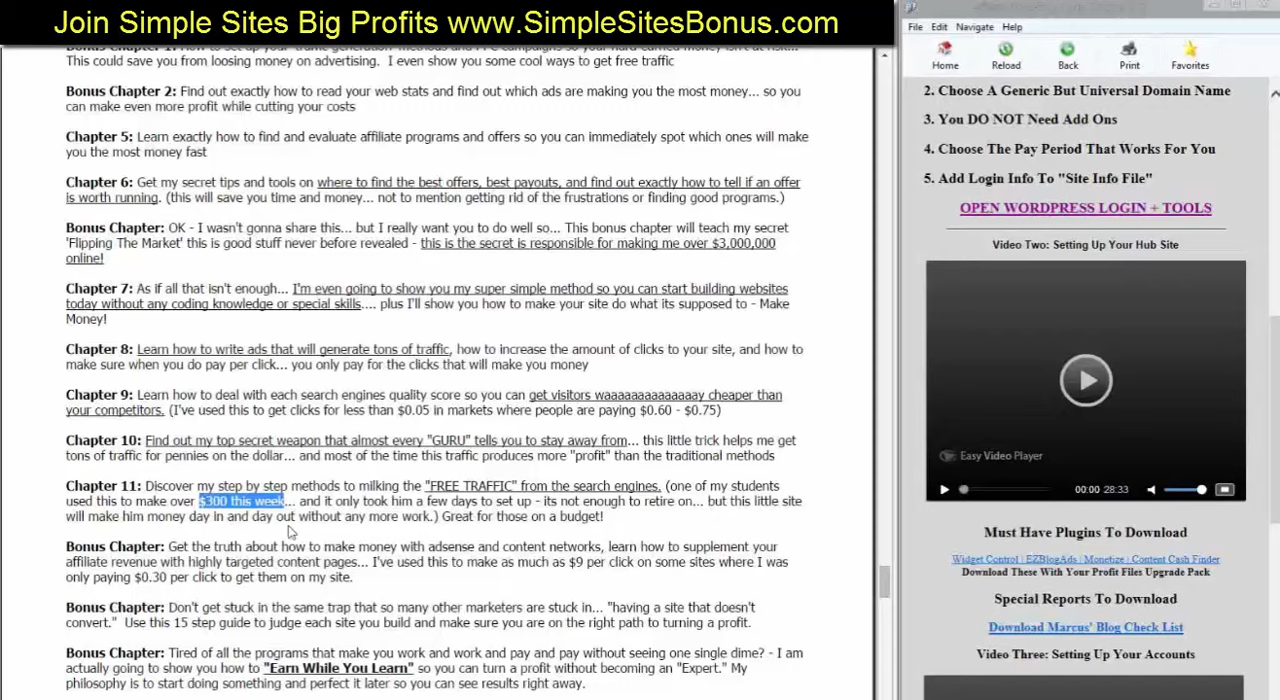 Join Simple Sites Big Profits www.SimpleSitesBonus.com
This could save you from loosing money on advertising. I even show you some cool ways to get free traffic
Bonus Chapter 2: Find out exactly how to read your web stats and find out which ads are making you the most money... so you
can make even more profit while cutting your costs
Chapter 5: Learn exactly how to find and evaluate affiliate programs and offers so you can immediately spot which ones will make
you the most money fast
Chapter 6: Get my secret tips and tools on where to find the best offers, best payouts, and find out exactly how to tell if an offer
is worth running. (this will save you time and money... not to mention getting rid of the frustrations or finding good programs.)
Bonus Chapter: OK - I wasn't gonna share this... but I really want you to do well so... This bonus chapter will teach my secret
'Flipping The Market' this is good stuff never before revealed - this is the secret is responsible for making me over $3,000,000
online!
Chapter 7: As if all that isn't enough... I'm even going to show you my super simple method so you can start building websites
today without any coding knowledge or special skills.... plus I'll show you how to make your site do what its supposed to - Make
Money!
Chapter 8: Learn how to write ads that will generate tons of traffic, how to increase the amount of clicks to your site, and how to
make sure when you do pay per click... you only pay for the clicks that will make you money
Chapter 9: Learn how to deal with each search engines quality score so you can get visitors waaaaaaaaaaaaaay cheaper than
your competitors. (I've used this to get clicks for less than $0.05 in markets where people are paying $0.60 - $0.75)
Chapter 10: Find out my top secret weapon that almost every "GURU" tells you to stay away from... this little trick helps me get
tons of traffic for pennies on the dollar... and most of the time this traffic produces more "profit" than the traditional methods
Chapter 11: Discover my step by step methods to milking the "FREE TRAFFIC" from the search engines. (one of my students
used this to make over $300 this week... and it only took him a few days to set up - its not enough to retire on... but this little site
will make him money day in and day out without any more work.) Great for those on a budget!
Bonus Chapter: Get the truth about how to make money with adsense and content networks, learn how to supplement your
affiliate revenue with highly targeted content pages... I've used this to make as much as $9 per click on some sites where I was
only paying $0.30 per click to get them on my site.
Bonus Chapter: Don't get stuck in the same trap that so many other marketers are stuck in... "having a site that doesn't
convert." Use this 15 step guide to judge each site you build and make sure you are on the right path to turning a profit.
Bonus Chapter: Tired of all the programs that make you work and work and pay and pay without seeing one single dime? - I am
actually going to show you how to "Earn While You Learn" so you can turn a profit without becoming an "Expert." My
philosophy is to start doing something and perfect it later so you can see results right away.
File Edit Navigate Help
Home Reload Back Print Favorites
2. Choose A Generic But Universal Domain Name
3. You DO NOT Need Add Ons
4. Choose The Pay Period That Works For You
5. Add Login Info To "Site Info File"
OPEN WORDPRESS LOGIN + TOOLS
Video Two: Setting Up Your Hub Site
Easy Video Player
00:00 28:33
Must Have Plugins To Download
Widget Control | EZBlogAds | Monetize | Content Cash Finder
Download These With Your Profit Files Upgrade Pack
Special Reports To Download
Download Marcus' Blog Check List
Video Three: Setting Up Your Accounts